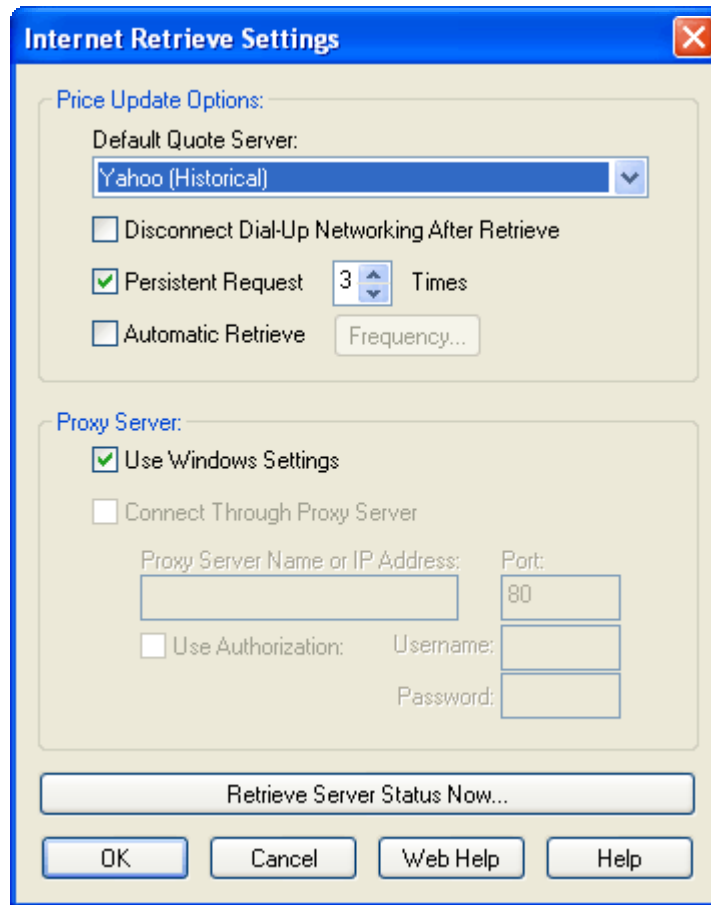 Internet Retrieve Settings
Price Update Options:
Default Quote Server:
Yahoo (Historical)
Disconnect Dial-Up Networking After Retrieve
Persistent Request 3 Times
Automatic Retrieve Frequency...
Proxy Server:
Use Windows Settings
Connect Through Proxy Server
Proxy Server Name or IP Address: Port:
80
Use Authorization: Username:
Password:
Retrieve Server Status Now...
OK Cancel Web Help Help